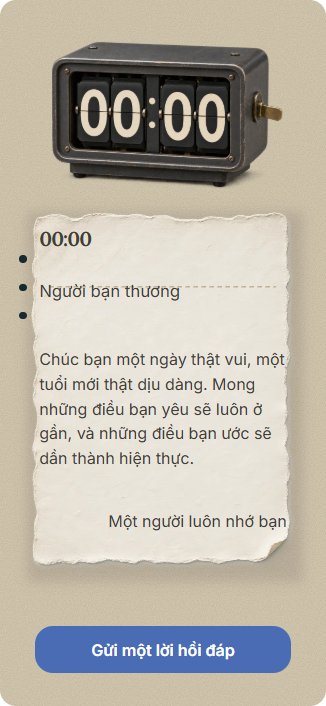 00:00
00:00
Người bạn thương
Chúc bạn một ngày thật vui, một
tuổi mới thật dịu dàng. Mong
những điều bạn yêu sẽ luôn ở
gần, và những điều bạn ước sẽ
dần thành hiện thực.
Một người luôn nhớ bạn
Gửi một lời hồi đáp